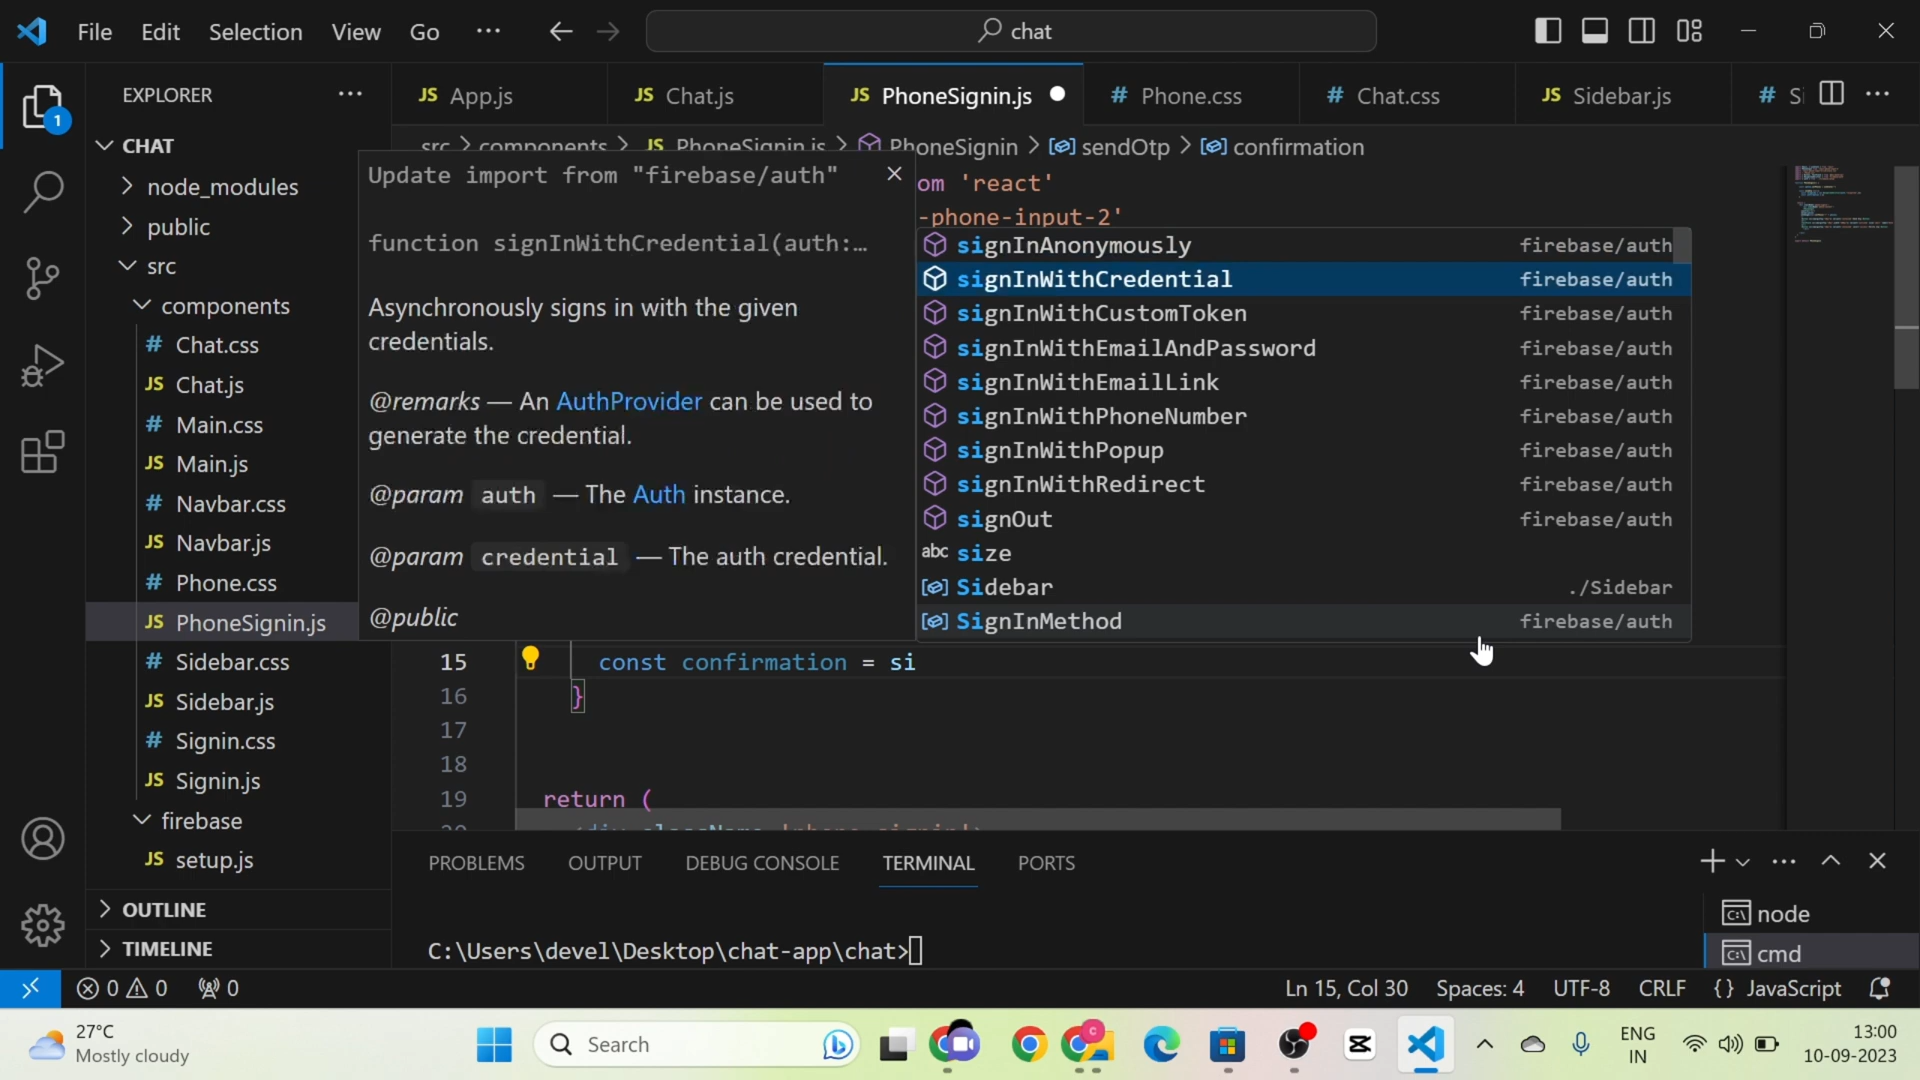 File Edit Selection View Go ··· chat
EXPLORER ···
JS App.js JS Chat.js JS PhoneSignin.js # Phone.css # Chat.css JS Sidebar.js # Si ···
1
CHAT
src > components > JS PhoneSignin.js > PhoneSignin > sendOtp > confirmation
node_modules
public
src
components
# Chat.css
JS Chat.js
# Main.css
JS Main.js
# Navbar.css
JS Navbar.js
# Phone.css
JS PhoneSignin.js
# Sidebar.css
JS Sidebar.js
# Signin.css
JS Signin.js
firebase
JS setup.js
OUTLINE
TIMELINE
Update import from "firebase/auth"
function signInWithCredential(auth:…
Asynchronously signs in with the given
credentials.
@remarks — An AuthProvider can be used to
generate the credential.
@param auth — The Auth instance.
@param credential — The auth credential.
@public
om 'react'
-phone-input-2'
signInAnonymously firebase/auth
signInWithCredential firebase/auth
signInWithCustomToken firebase/auth
signInWithEmailAndPassword firebase/auth
signInWithEmailLink firebase/auth
signInWithPhoneNumber firebase/auth
signInWithPopup firebase/auth
signInWithRedirect firebase/auth
signOut firebase/auth
abc size
Sidebar ./Sidebar
SignInMethod firebase/auth
15 const confirmation = si
16 }
17
18
19 return (
PROBLEMS OUTPUT DEBUG CONSOLE TERMINAL PORTS
C:\Users\devel\Desktop\chat-app\chat>
node
cmd
0 0 0 Ln 15, Col 30 Spaces: 4 UTF-8 CRLF {} JavaScript
27°C
Mostly cloudy
Search
ENG
IN
13:00
10-09-2023